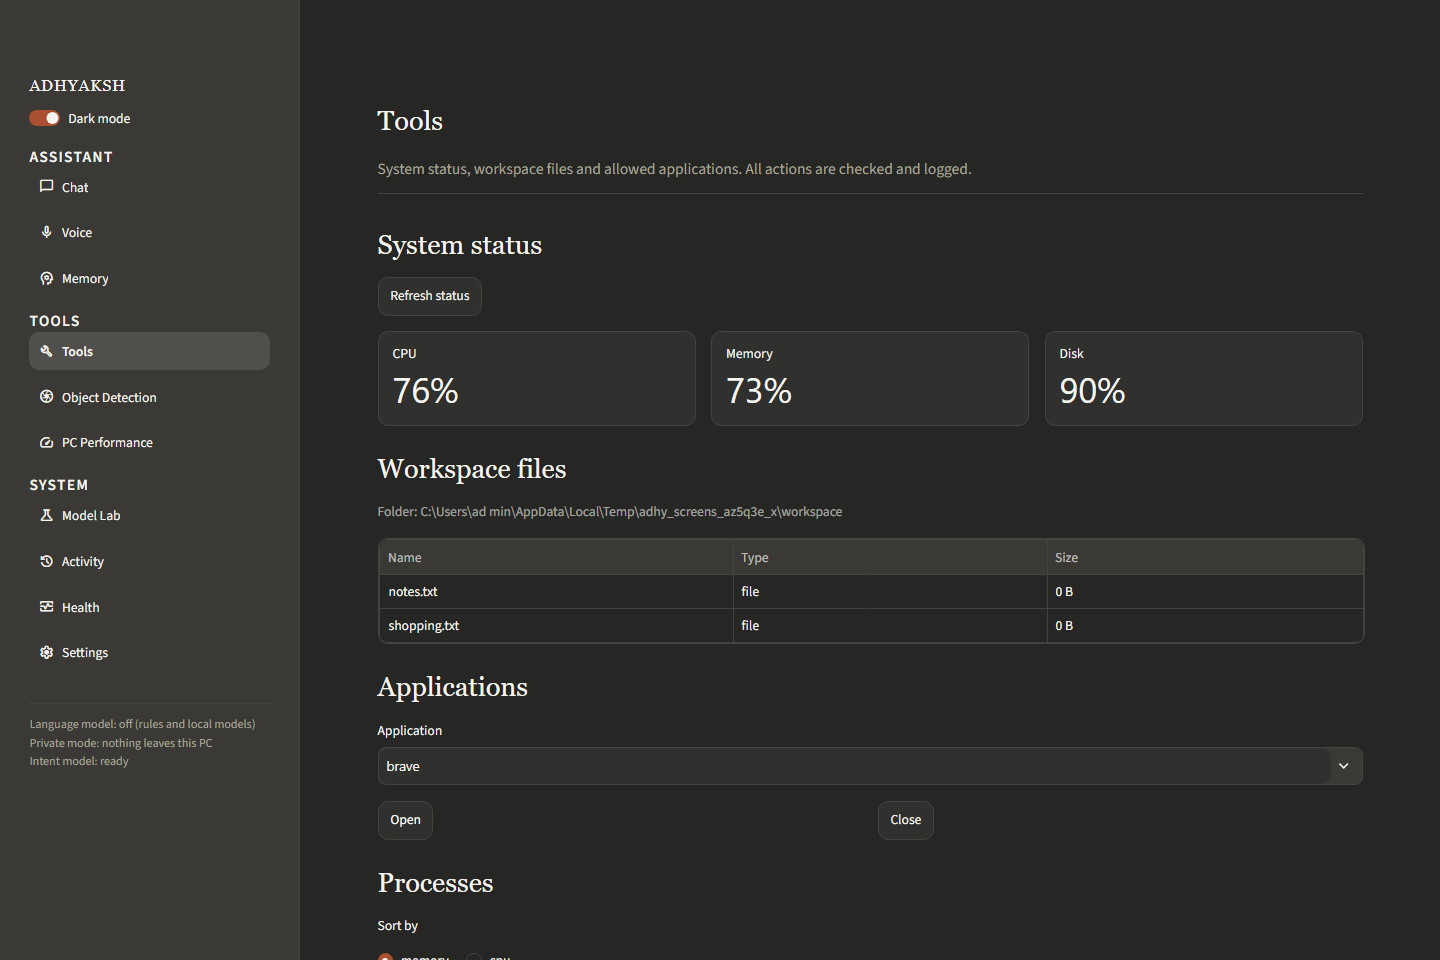 ADHYAKSH
Dark mode
ASSISTANT
Chat
Voice
Memory
TOOLS
Tools
Object Detection
PC Performance
SYSTEM
Model Lab
Activity
Health
Settings
Language model: off (rules and local models)
Private mode: nothing leaves this PC
Intent model: ready
Tools
System status, workspace files and allowed applications. All actions are checked and logged.
System status
Refresh status
CPU Memory Disk
76% 73% 90%
Workspace files
Folder: C:\Users\ad min\AppData\Local\Temp\adhy_screens_az5q3e_x\workspace
Name Type Size
notes.txt file 0 B
shopping.txt file 0 B
Applications
Application
brave
Open Close
Processes
Sort by
memory cpu